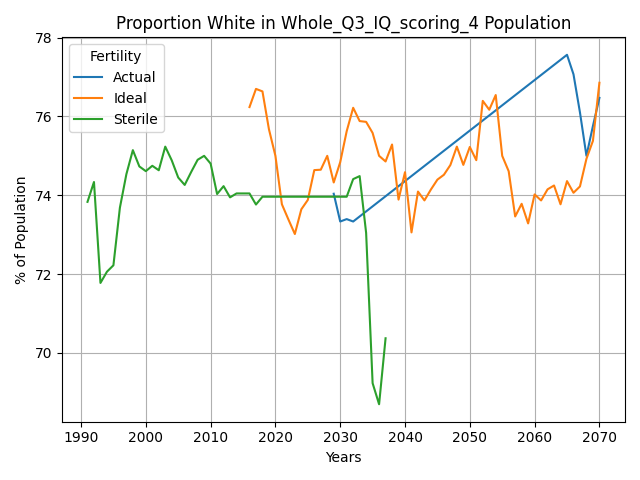 Proportion White in Whole_Q3_IQ_scoring_4 Population
% of Population
78
76
74
72
70
Fertility
Actual
Ideal
Sterile
1990 2000 2010 2020 2030 2040 2050 2060 2070
Years